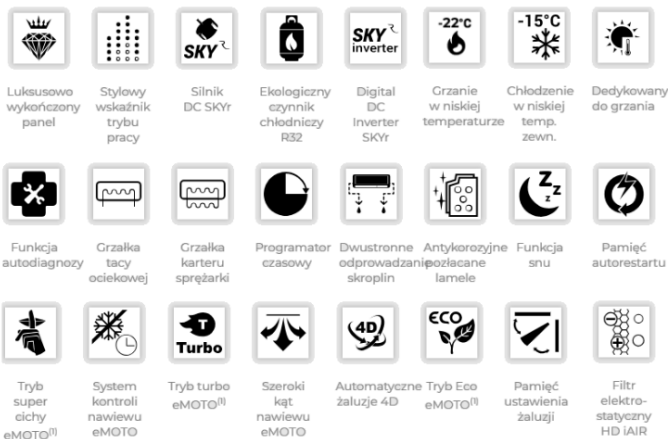 SKY R
SKY R
inverter
-22°C
-15°C
Luksusowo
wykończony
panel
Stylowy
wskaźnik
trybu
pracy
Silnik
DC SKYr
Ekologiczny
czynnik
chłodniczy
R32
Digital
DC
Inverter
SKYr
Grzanie
w niskiej
temperaturze
Chłodzenie
w niskiej
temp.
zewn.
Dedykowany
do grzania
Z Z Z
Funkcja
autodiagnozy
Grzałka
tacy
ociekowej
Grzałka
karteru
sprężarki
Programator
czasowy
Dwustronne
odprowadzanie
skroplin
Antykorozyjne
pozłacane
lamele
Funkcja
snu
Pamięć
autorestartu
T
Turbo
4D
ECO
Tryb
super
cichy
eMOTO(1)
System
kontroli
nawiewu
eMOTO
Tryb turbo
eMOTO(1)
Szeroki
kąt
nawiewu
eMOTO
Automatyczne
żaluzje 4D
Tryb Eco
eMOTO(1)
Pamięć
ustawienia
żaluzji
Filtr
elektro-
statyczny
HD iAIR